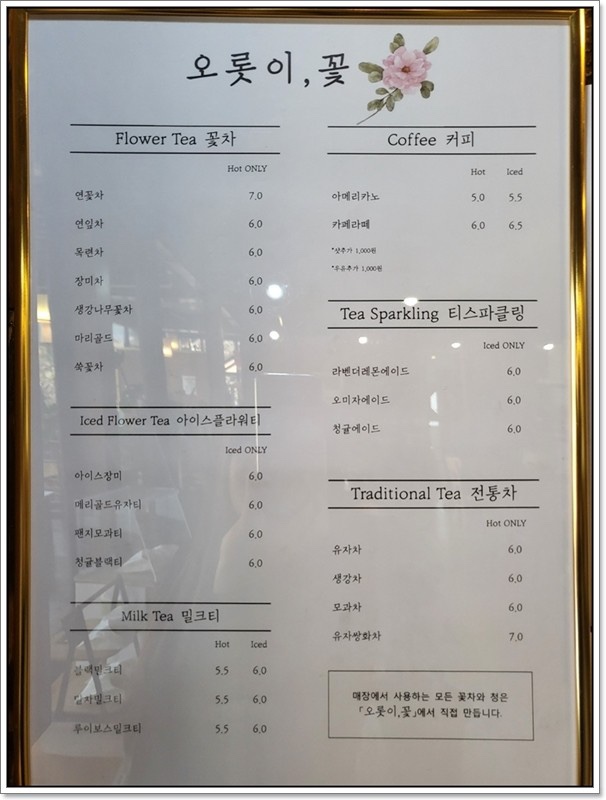 오롯이, 꽃
Flower Tea 꽃차
Hot ONLY
연꽃차 7.0
연잎차 6.0
목련차 6.0
장미차 6.0
생강나무꽃차 6.0
마리골드 6.0
쑥꽃차 6.0
Iced Flower Tea 아이스플라워티
Iced ONLY
아이스장미 6.0
메리골드유자티 6.0
팬지모과티 6.0
청귤블랙티 6.0
Milk Tea 밀크티
Hot Iced
블랙밀크티 5.5 6.0
말차밀크티 5.5 6.0
루이보스밀크티 5.5 6.0
Coffee 커피
Hot Iced
아메리카노 5.0 5.5
카페라떼 6.0 6.5
*샷추가 1,000원
*우유추가 1,000원
Tea Sparkling 티스파클링
Iced ONLY
라벤더레몬에이드 6.0
오미자에이드 6.0
청귤에이드 6.0
Traditional Tea 전통차
Hot ONLY
유자차 6.0
생강차 6.0
모과차 6.0
유자쌍화차 7.0
매장에서 사용하는 모든 꽃차와 청은
「오롯이,꽃」에서 직접 만듭니다.